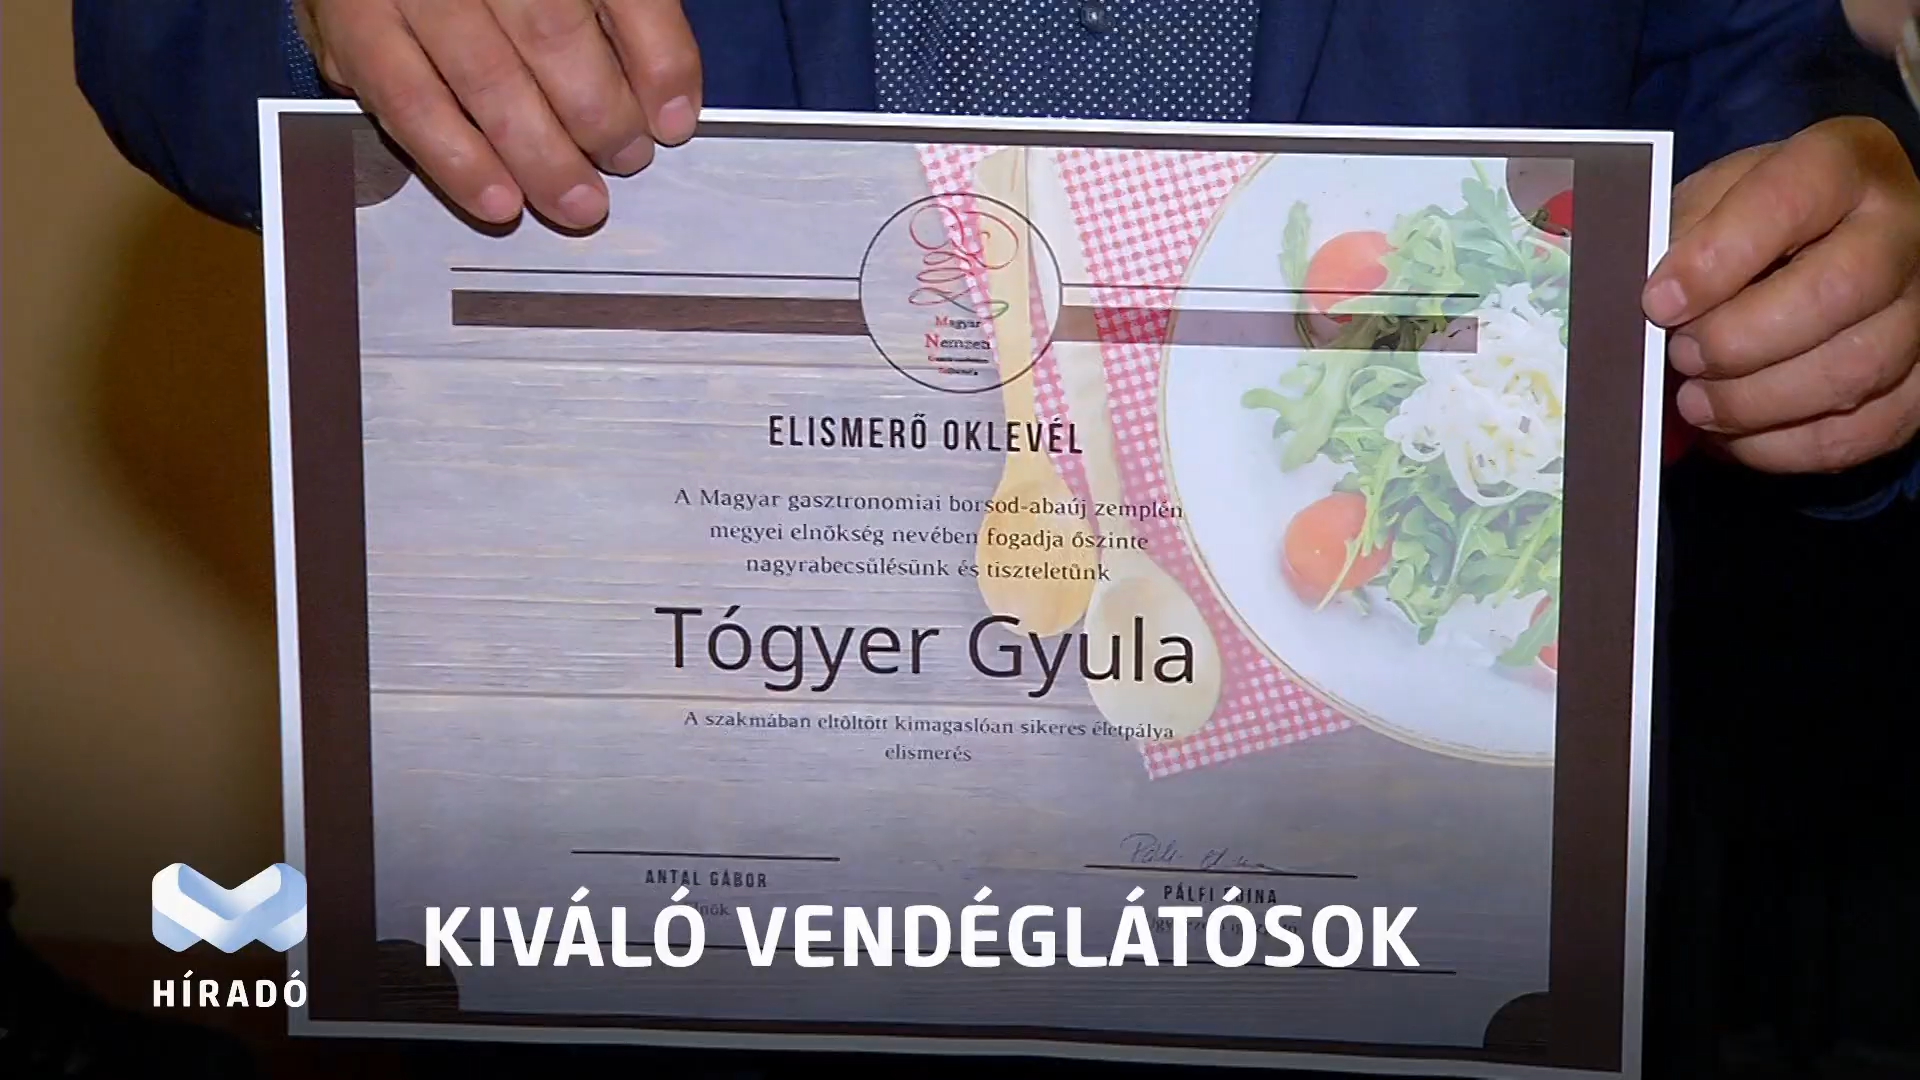 Magyar
Nemzeti
ELISMERŐ OKLEVÉL
A Magyar gasztronomiai borsod-abaúj zemplén
megyei elnökség nevében fogadja őszinte
nagyrabecsülésünk és tiszteletünk
Tógyer Gyula
A szakmában eltöltött kimagaslóan sikeres életpálya
elismerés
ANTAL GÁBOR
PÁLFI
KIVÁLÓ VENDÉGLÁTÓSOK
HÍRADÓ